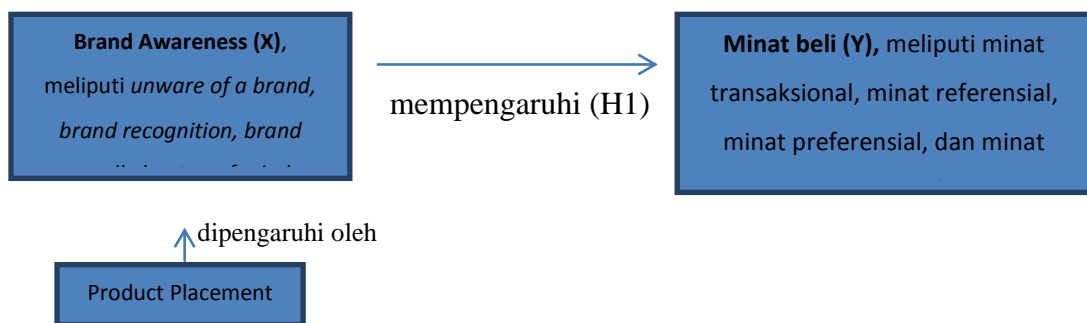 Brand Awareness (X),
meliputi unware of a brand,
brand recognition, brand
mempengaruhi (H1)
Minat beli (Y), meliputi minat
transaksional, minat referensial,
minat preferensial, dan minat
dipengaruhi oleh
Product Placement